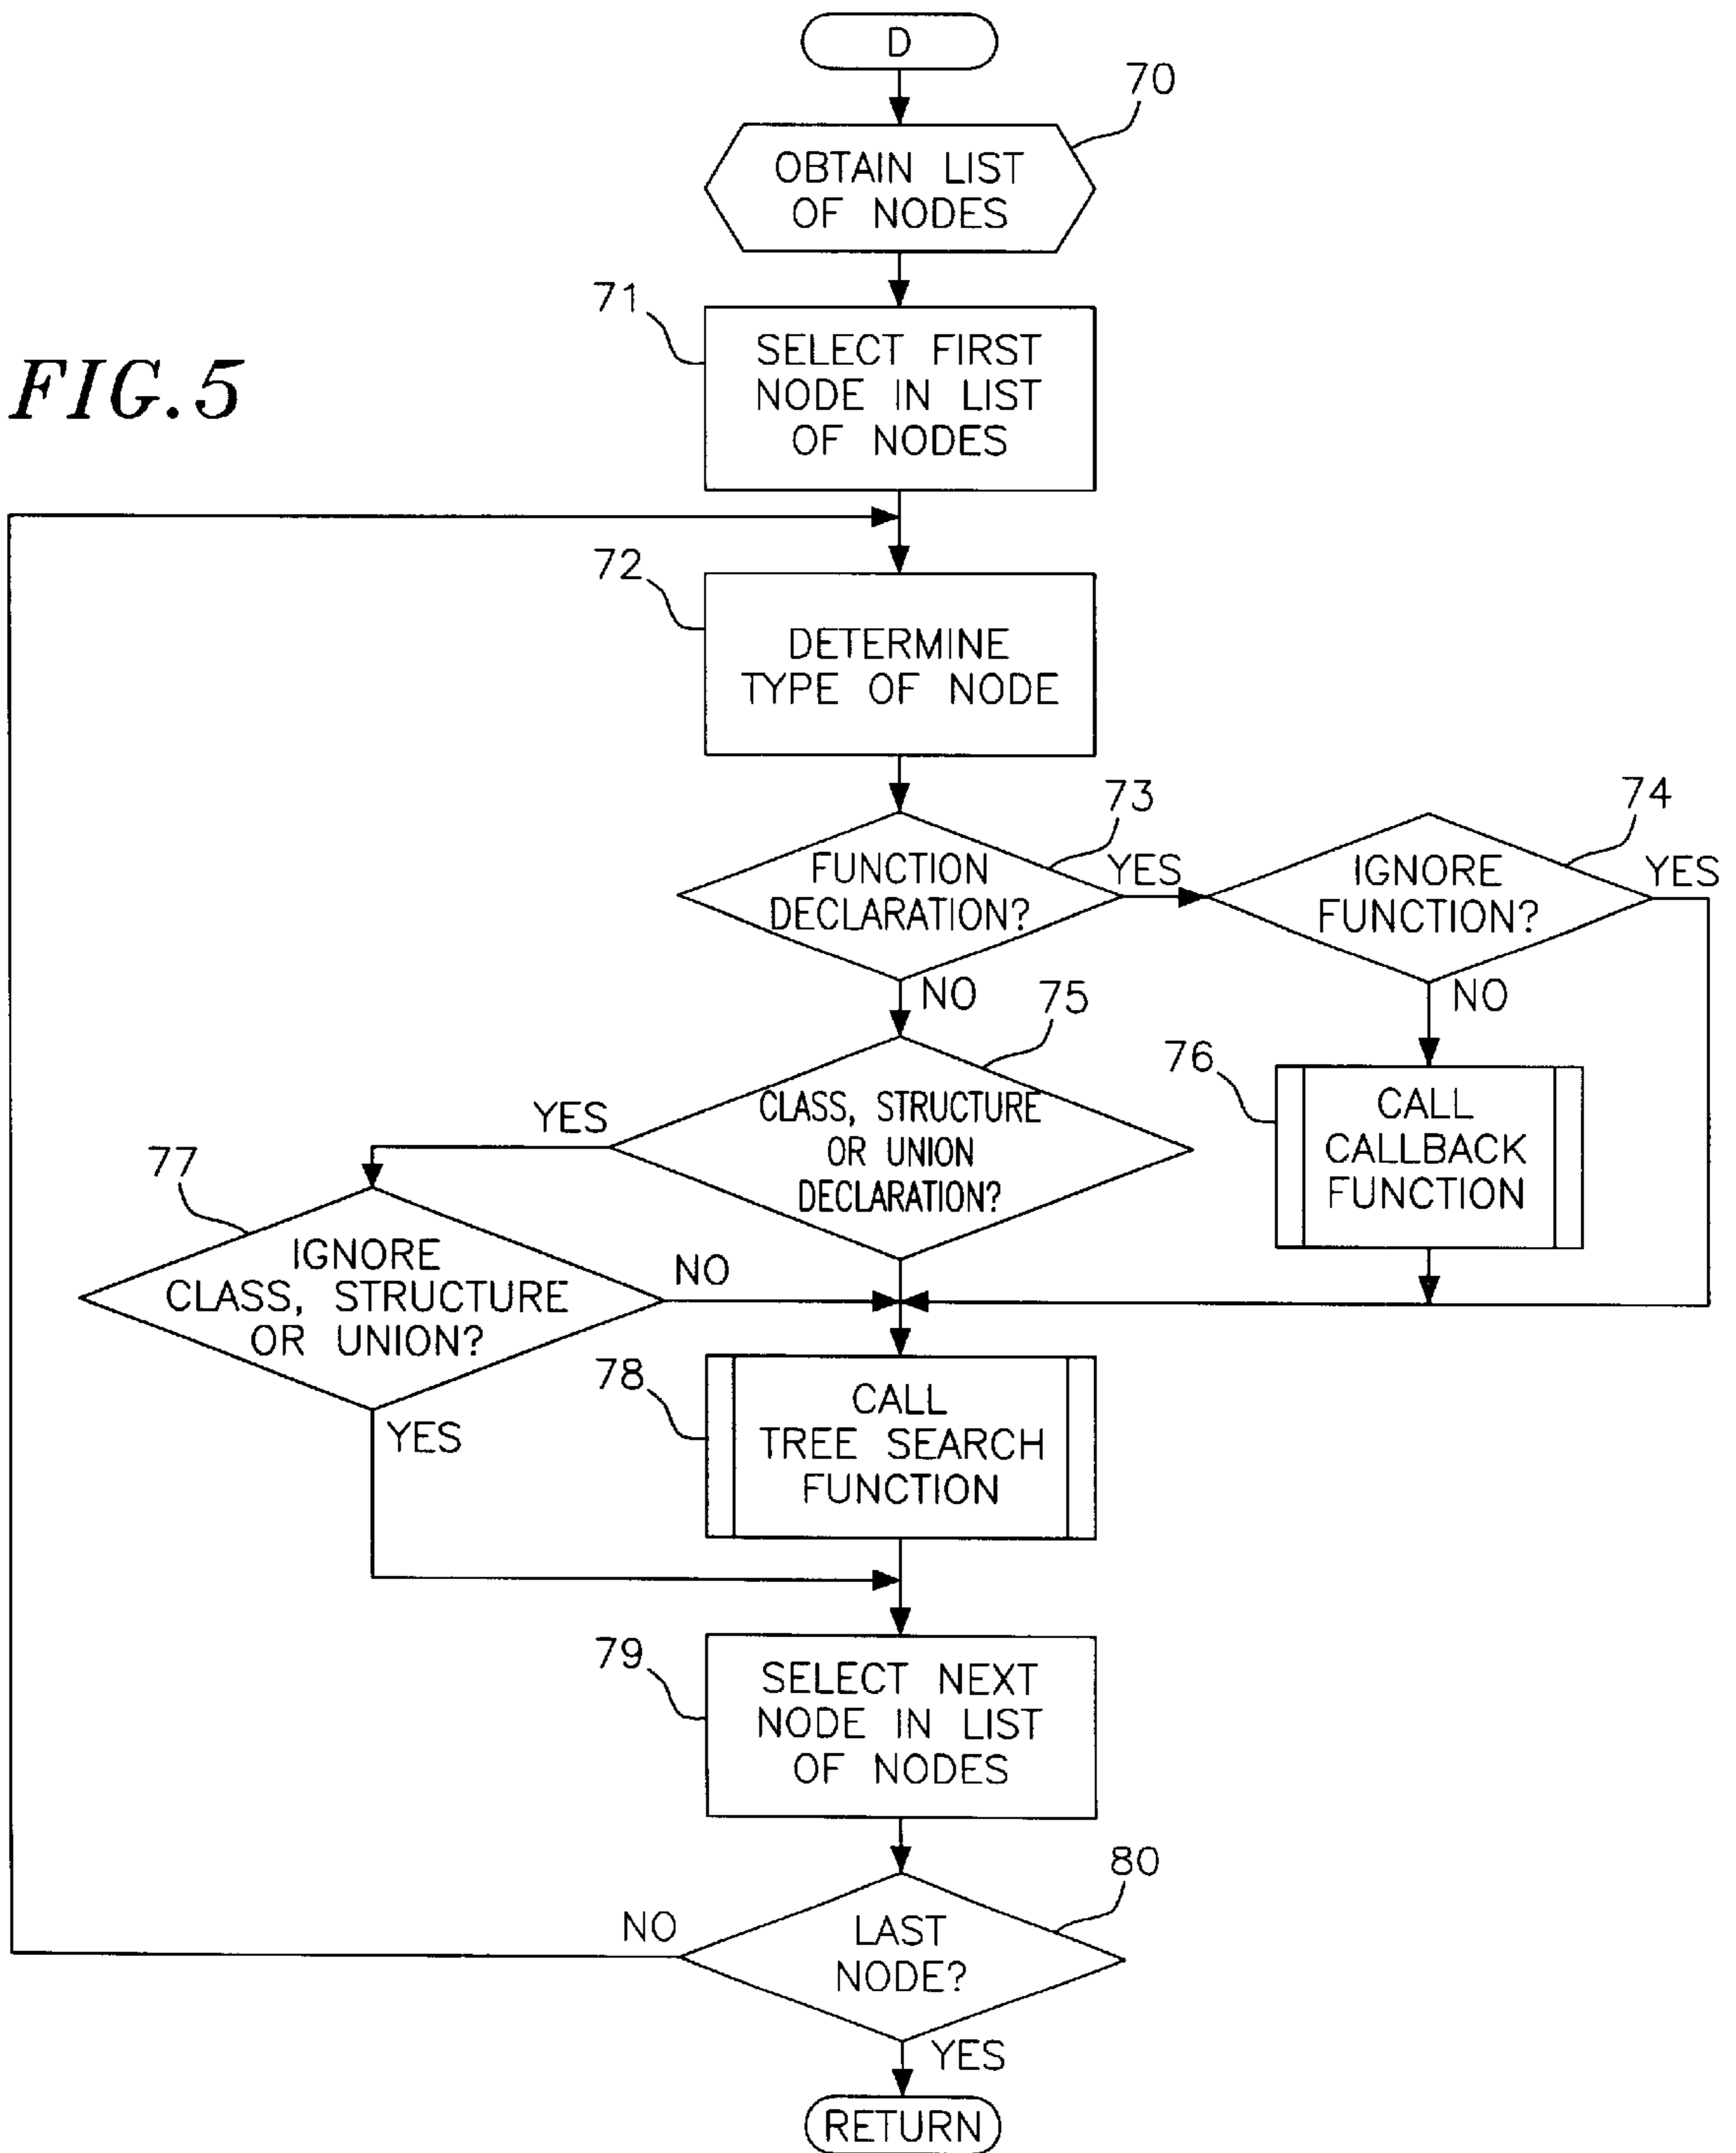 D
70
OBTAIN LIST
OF NODES
71
SELECT FIRST
NODE IN LIST
OF NODES
FIG.5
72
DETERMINE
TYPE OF NODE
73
FUNCTION
DECLARATION?
YES
74
IGNORE
FUNCTION?
YES
NO
NO
75
CLASS, STRUCTURE
OR UNION
DECLARATION?
YES
76
CALL
CALLBACK
FUNCTION
77
IGNORE
CLASS, STRUCTURE
OR UNION?
NO
YES
78
CALL
TREE SEARCH
FUNCTION
79
SELECT NEXT
NODE IN LIST
OF NODES
80
LAST
NODE?
NO
YES
RETURN